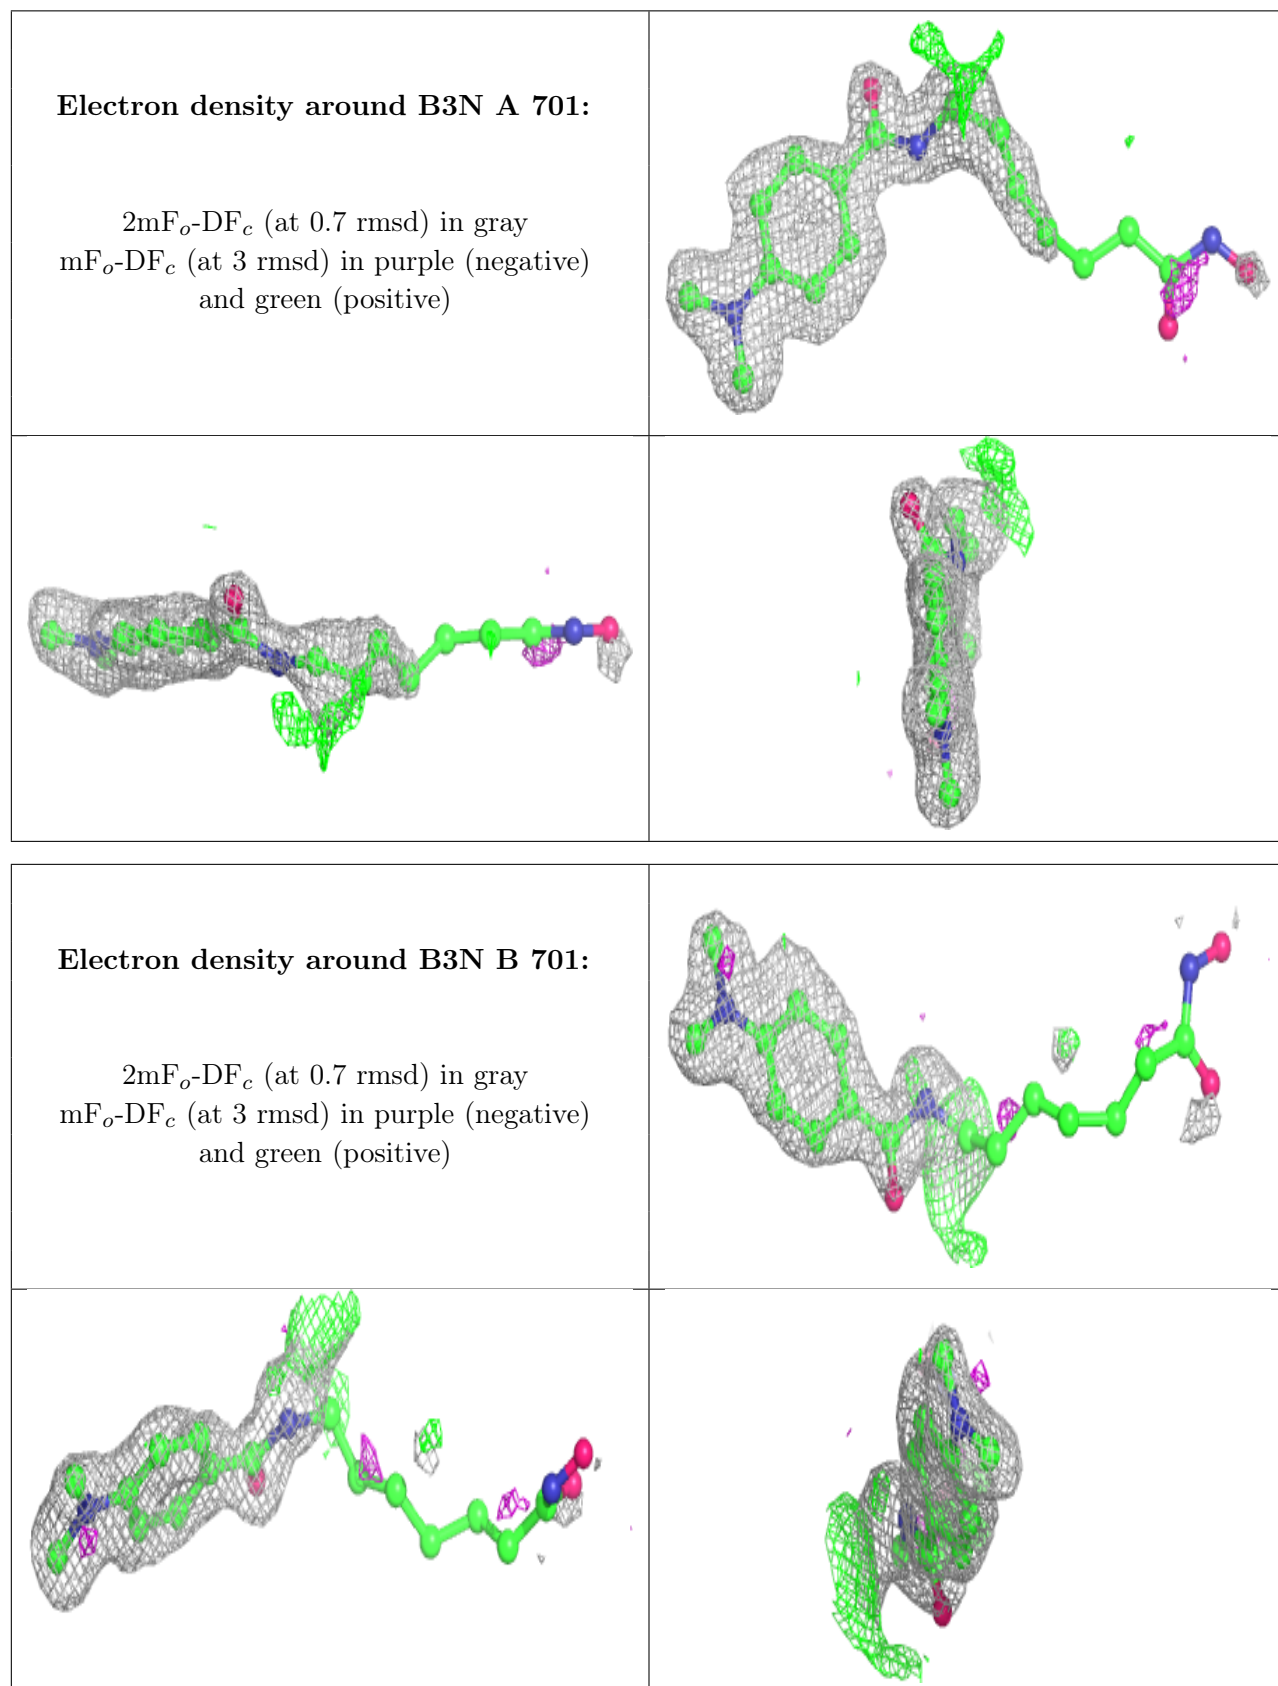 Electron density around B3N A 701:
2mFo-DFc (at 0.7 rmsd) in gray
mFo-DFc (at 3 rmsd) in purple (negative)
and green (positive)
Electron density around B3N B 701:
2mFo-DFc (at 0.7 rmsd) in gray
mFo-DFc (at 3 rmsd) in purple (negative)
and green (positive)